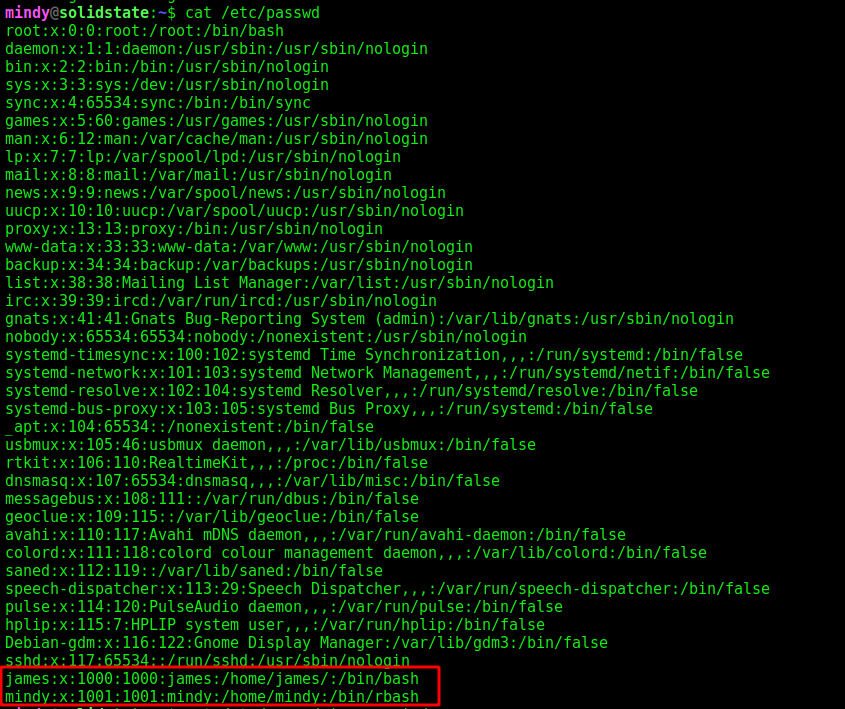 mindy@solidstate:~$ cat /etc/passwd
root:x:0:0:root:/root:/bin/bash
daemon:x:1:1:daemon:/usr/sbin:/usr/sbin/nologin
bin:x:2:2:bin:/bin:/usr/sbin/nologin
sys:x:3:3:sys:/dev:/usr/sbin/nologin
sync:x:4:65534:sync:/bin:/bin/sync
games:x:5:60:games:/usr/games:/usr/sbin/nologin
man:x:6:12:man:/var/cache/man:/usr/sbin/nologin
lp:x:7:7:lp:/var/spool/lpd:/usr/sbin/nologin
mail:x:8:8:mail:/var/mail:/usr/sbin/nologin
news:x:9:9:news:/var/spool/news:/usr/sbin/nologin
uucp:x:10:10:uucp:/var/spool/uucp:/usr/sbin/nologin
proxy:x:13:13:proxy:/bin:/usr/sbin/nologin
www-data:x:33:33:www-data:/var/www:/usr/sbin/nologin
backup:x:34:34:backup:/var/backups:/usr/sbin/nologin
list:x:38:38:Mailing List Manager:/var/list:/usr/sbin/nologin
irc:x:39:39:ircd:/var/run/ircd:/usr/sbin/nologin
gnats:x:41:41:Gnats Bug-Reporting System (admin):/var/lib/gnats:/usr/sbin/nologin
nobody:x:65534:65534:nobody:/nonexistent:/usr/sbin/nologin
systemd-timesync:x:100:102:systemd Time Synchronization,,,:/run/systemd:/bin/false
systemd-network:x:101:103:systemd Network Management,,,:/run/systemd/netif:/bin/false
systemd-resolve:x:102:104:systemd Resolver,,,:/run/systemd/resolve:/bin/false
systemd-bus-proxy:x:103:105:systemd Bus Proxy,,,:/run/systemd:/bin/false
_apt:x:104:65534::/nonexistent:/bin/false
usbmux:x:105:46:usbmux daemon,,,:/var/lib/usbmux:/bin/false
rtkit:x:106:110:RealtimeKit,,,:/proc:/bin/false
dnsmasq:x:107:65534:dnsmasq,,,:/var/lib/misc:/bin/false
messagebus:x:108:111::/var/run/dbus:/bin/false
geoclue:x:109:115::/var/lib/geoclue:/bin/false
avahi:x:110:117:Avahi mDNS daemon,,,:/var/run/avahi-daemon:/bin/false
colord:x:111:118:colord colour management daemon,,,:/var/lib/colord:/bin/false
saned:x:112:119::/var/lib/saned:/bin/false
speech-dispatcher:x:113:29:Speech Dispatcher,,,:/var/run/speech-dispatcher:/bin/false
pulse:x:114:120:PulseAudio daemon,,,:/var/run/pulse:/bin/false
hplip:x:115:7:HPLIP system user,,,:/var/run/hplip:/bin/false
Debian-gdm:x:116:122:Gnome Display Manager:/var/lib/gdm3:/bin/false
sshd:x:117:65534::/run/sshd:/usr/sbin/nologin
james:x:1000:1000:james:/home/james/:/bin/bash
mindy:x:1001:1001:mindy:/home/mindy:/bin/rbash